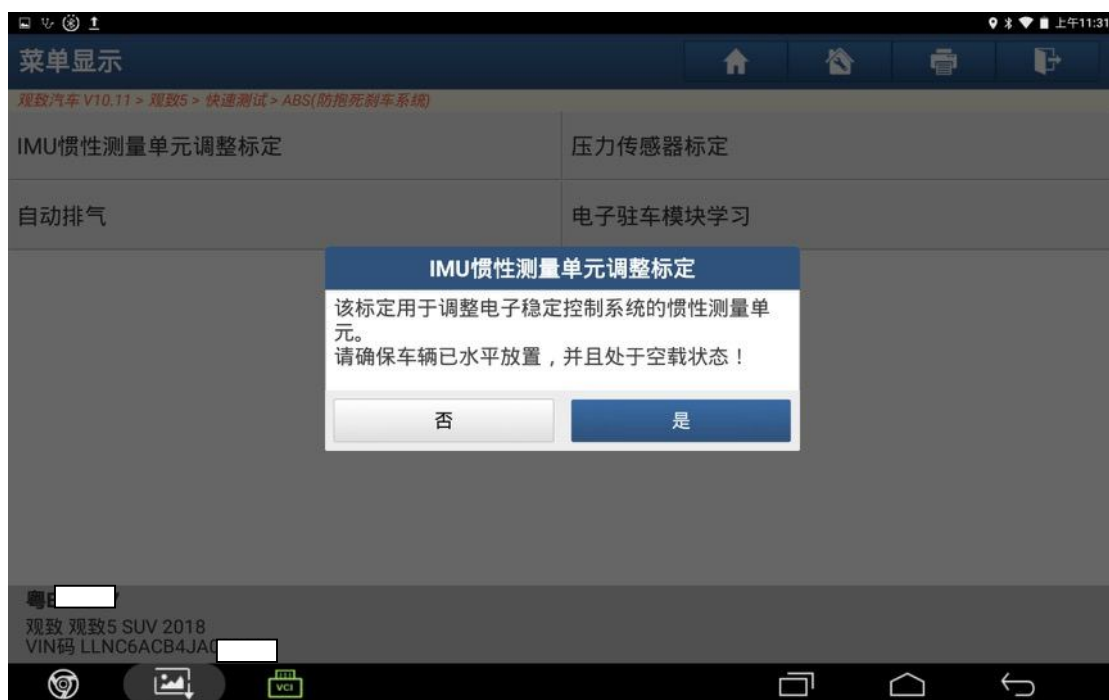 上午11:31
菜单显示
观致汽车 V10.11 > 观致5 > 快速测试 > ABS(防抱死刹车系统)
IMU惯性测量单元调整标定
压力传感器标定
自动排气
电子驻车模块学习
IMU惯性测量单元调整标定
该标定用于调整电子稳定控制系统的惯性测量单
元。
请确保车辆已水平放置，并且处于空载状态！
否
是
粤
观致 观致5 SUV 2018
VIN码 LLNC6ACB4JA
VCI